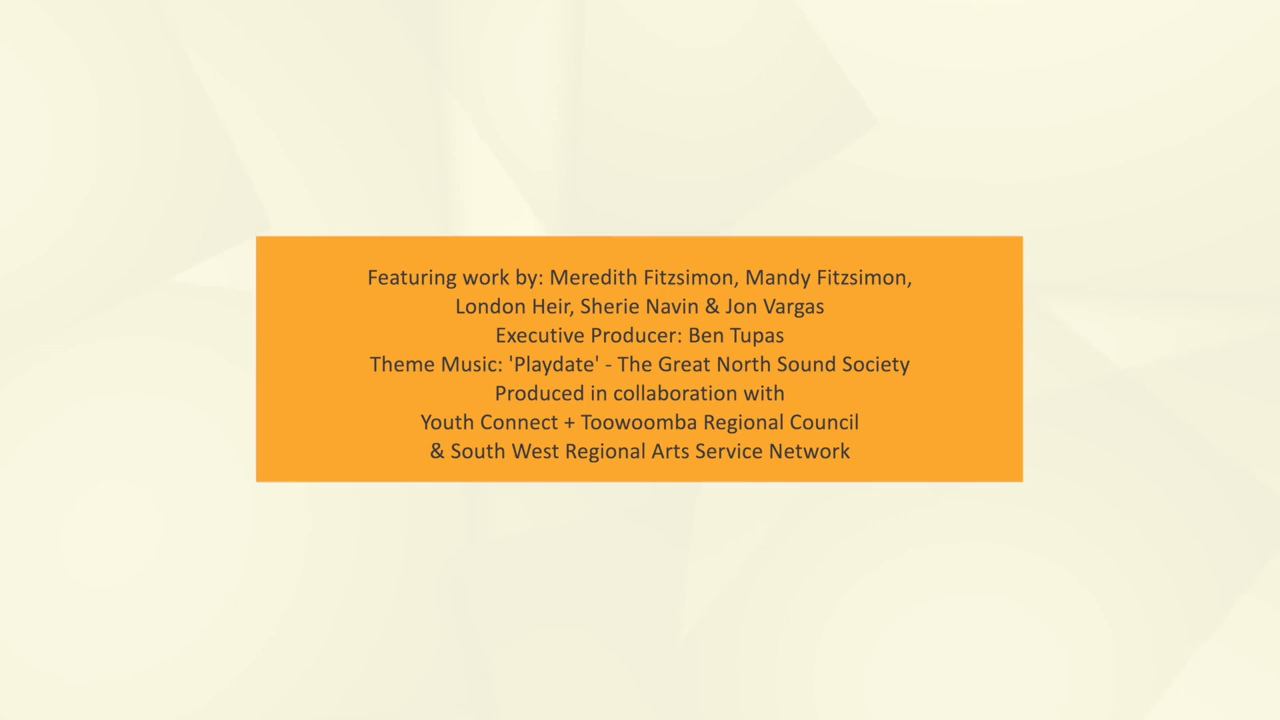 Featuring work by: Meredith Fitzsimon, Mandy Fitzsimon,
London Heir, Sherie Navin & Jon Vargas
Executive Producer: Ben Tupas
Theme Music: 'Playdate' - The Great North Sound Society
Produced in collaboration with
Youth Connect + Toowoomba Regional Council
& South West Regional Arts Service Network